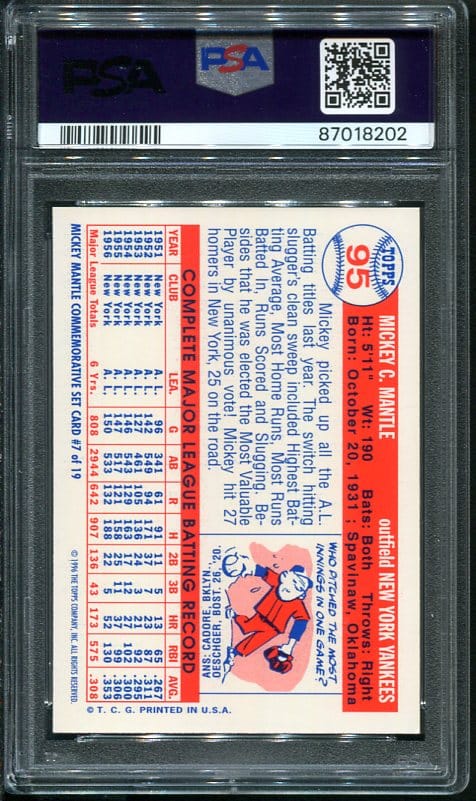 PSA
PSA
87018202
TOPPS
95
MICKEY C. MANTLE outfield NEW YORK YANKEES
Ht: 5'11" Wt: 190 Bats: Both Throws: Right
Born: October 20, 1931 ; Spavinaw, Oklahoma
Mickey picked up all the A.L.
Batting titles last year. The switch hitting
slugger's clean sweep included Highest Bat-
ting Average, Most Home Runs, Most Runs
Batted In, Runs Scored and Slugging. Be-
sides that he was elected the Most Valuable
Player by unanimous vote! Mickey hit 27
homers in New York, 25 on the road.
WHO PITCHED THE MOST
INNINGS IN ONE GAME?
ANS: CADORE BKLYN.
OESCHGER, BOST. 26 - '20.
COMPLETE MAJOR LEAGUE BATTING RECORD
YEAR CLUB LEA. G AB R H 2B 3B HR RBI AVG.
1951 New York A. L. 96 341 61 91 11 5 13 65 .267
1952 New York A. L. 142 549 94 171 37 7 23 87 .311
1953 New York A. L. 127 461 105 136 24 3 21 92 .295
1954 New York A. L. 146 543 129 163 17 12 27 102 .300
1955 New York A. L. 147 517 121 158 25 11 37 99 .306
1956 New York A. L. 150 533 132 188 22 5 52 130 .353
Major League Totals 6 Yrs. 808 2944 642 907 136 43 173 575 .308
MICKEY MANTLE COMMEMORATIVE SET CARD #7 of 19
© 1996 THE TOPPS COMPANY, INC. ALL RIGHTS RESERVED.
© T. C. G. PRINTED IN U.S.A.